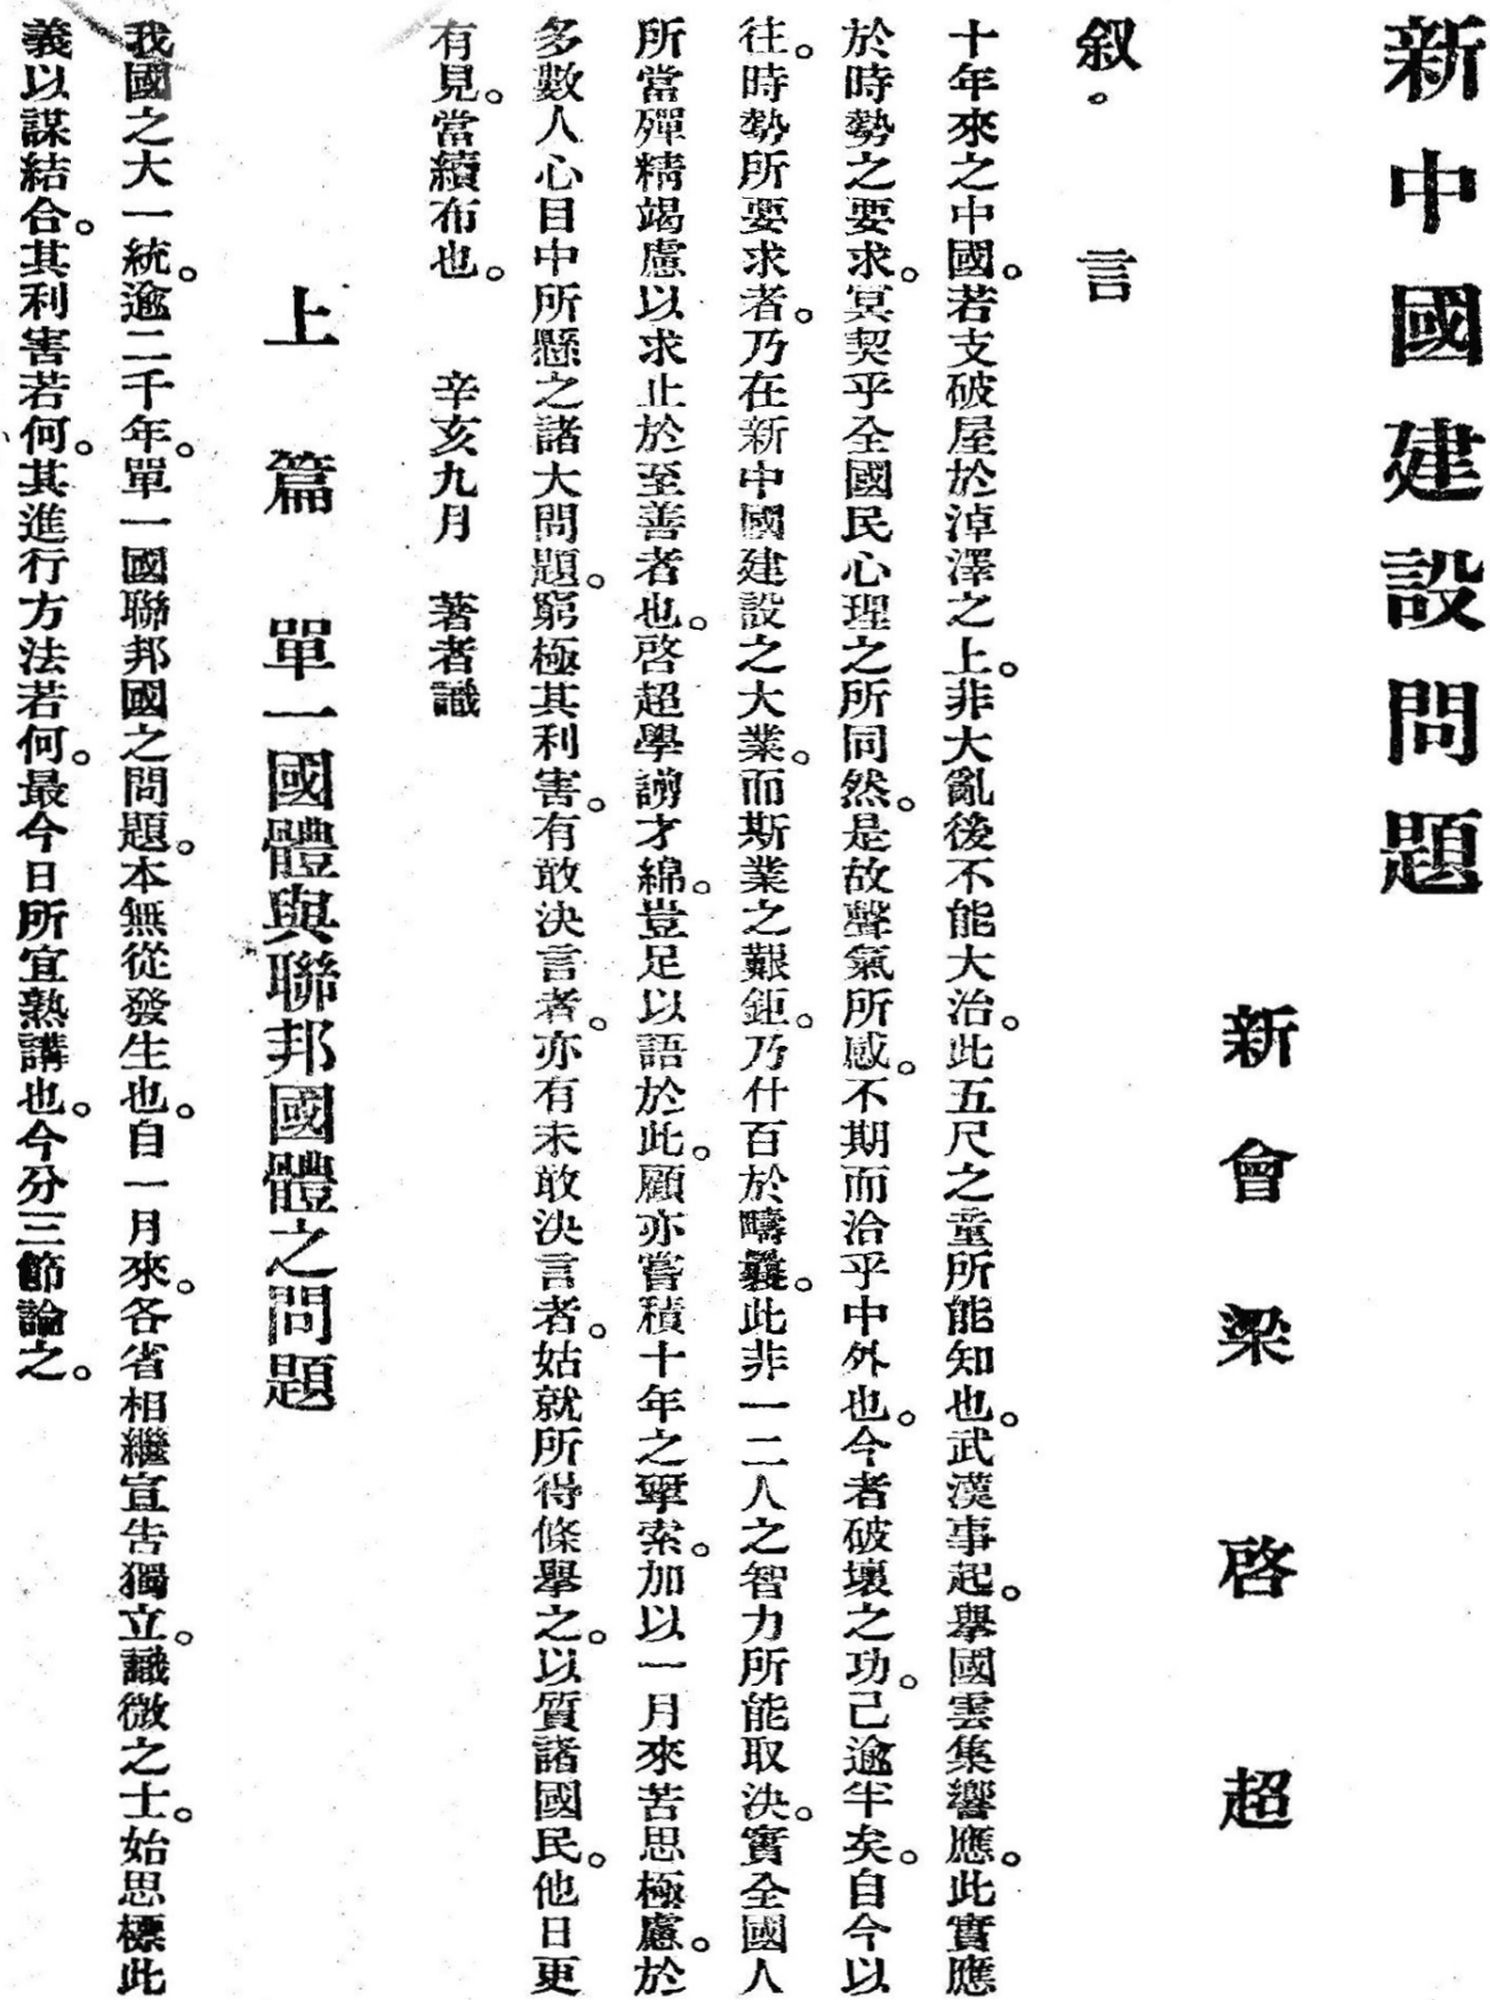 新中國建設問題
新會梁啓超
叙。言
十年來之中國。若支破屋於淖澤之上。非大亂後不能大治。此五尺之童所能知也。武漢事起。舉國雲集響應。此實應
於時勢之要求。冥契乎全國民心理之所同然。是故聲氣所感。不期而洽乎中外也。今者破壞之功。已逾半矣。自今以
往。時勢所要求者。乃在新中國建設之大業。而斯業之艱鉅。乃什百於疇曩。此非一二人之智力所能取決。實全國人
所當殫精竭慮以求止於至善者也。啓超學譾才綿。豈足以語於此。顧亦嘗積十年之揅索。加以一月來苦思極慮。於
多數人心目中所懸之諸大問題。窮極其利害。有敢決言者。亦有未敢決言者。姑就所得條舉之。以質諸國民。他日更
有見。當續布也。 辛亥九月 著者識
上篇 單一國體與聯邦國體之問題
我國之大一統。逾二千年。單一國聯邦國之問題。本無從發生也。自一月來。各省相繼宣告獨立。識微之士。始思標此
義以謀結合。其利害若何。其進行方法若何。最今日所宜熟講也。今分三節論之。